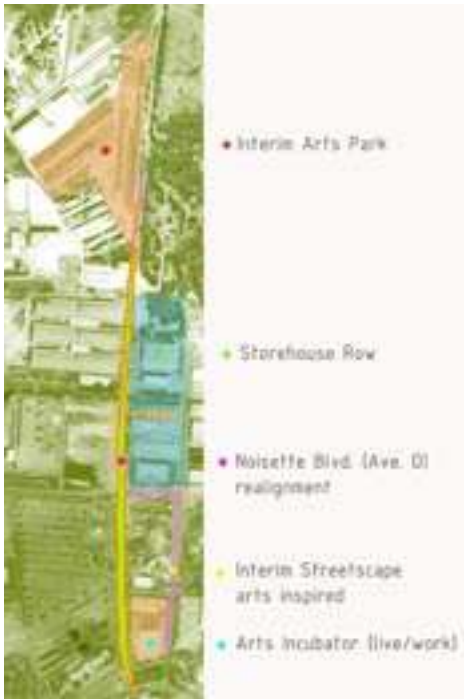 Interim Arts Park
Storehouse Row
Noisette Blvd. (Ave. D)
realignment
Interim Streetscape
arts inspired
Arts Incubator (live/work)